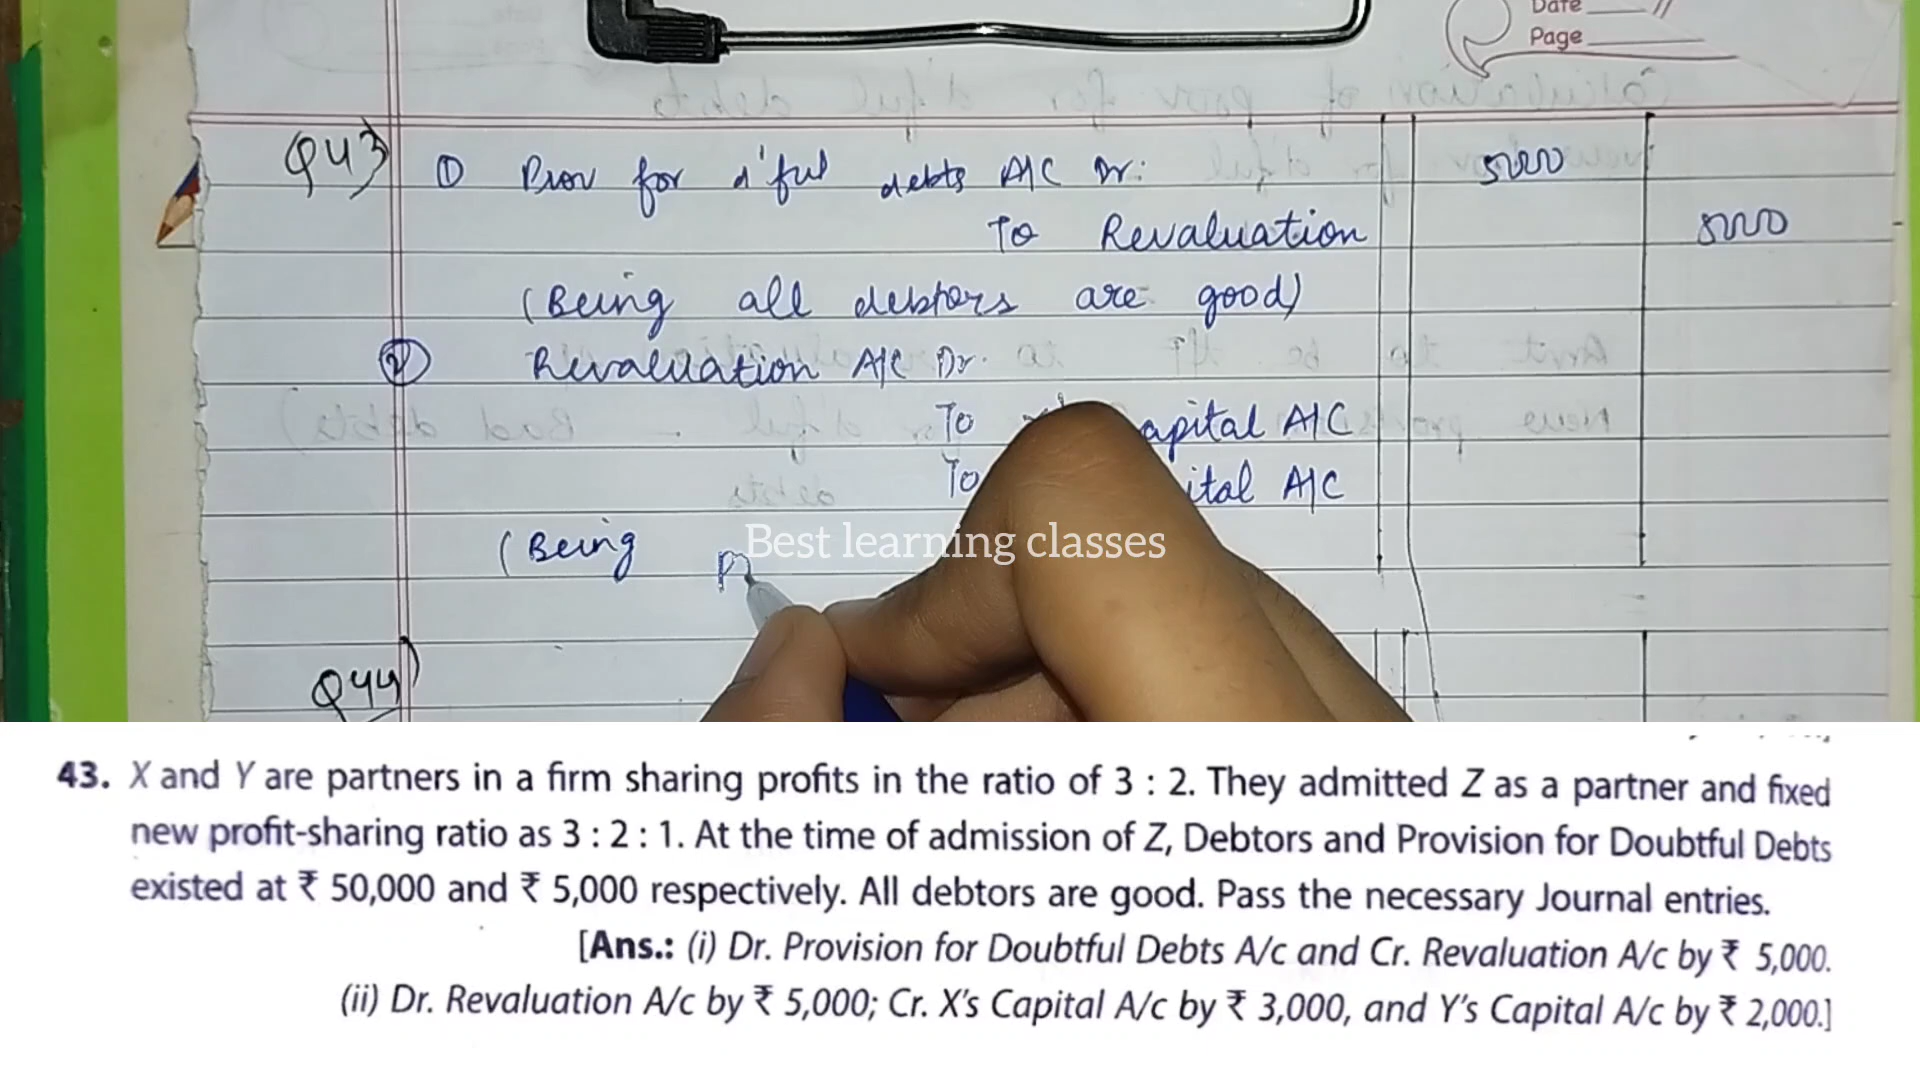 Date
Page
Q43) ① Prov for d'ful debts A/C Dr: 5000
To Revaluation 5000
(Being all debtors are good)
② Revaluation A/C Dr.
To apital A/C
To ital A/C
(Being
Best learning classes
Q44)
43. X and Y are partners in a firm sharing profits in the ratio of 3 : 2. They admitted Z as a partner and fixed
new profit-sharing ratio as 3 : 2 : 1. At the time of admission of Z, Debtors and Provision for Doubtful Debts
existed at ₹ 50,000 and ₹ 5,000 respectively. All debtors are good. Pass the necessary Journal entries.
[Ans.: (i) Dr. Provision for Doubtful Debts A/c and Cr. Revaluation A/c by ₹ 5,000.
(ii) Dr. Revaluation A/c by ₹ 5,000; Cr. X's Capital A/c by ₹ 3,000, and Y's Capital A/c by ₹ 2,000.]